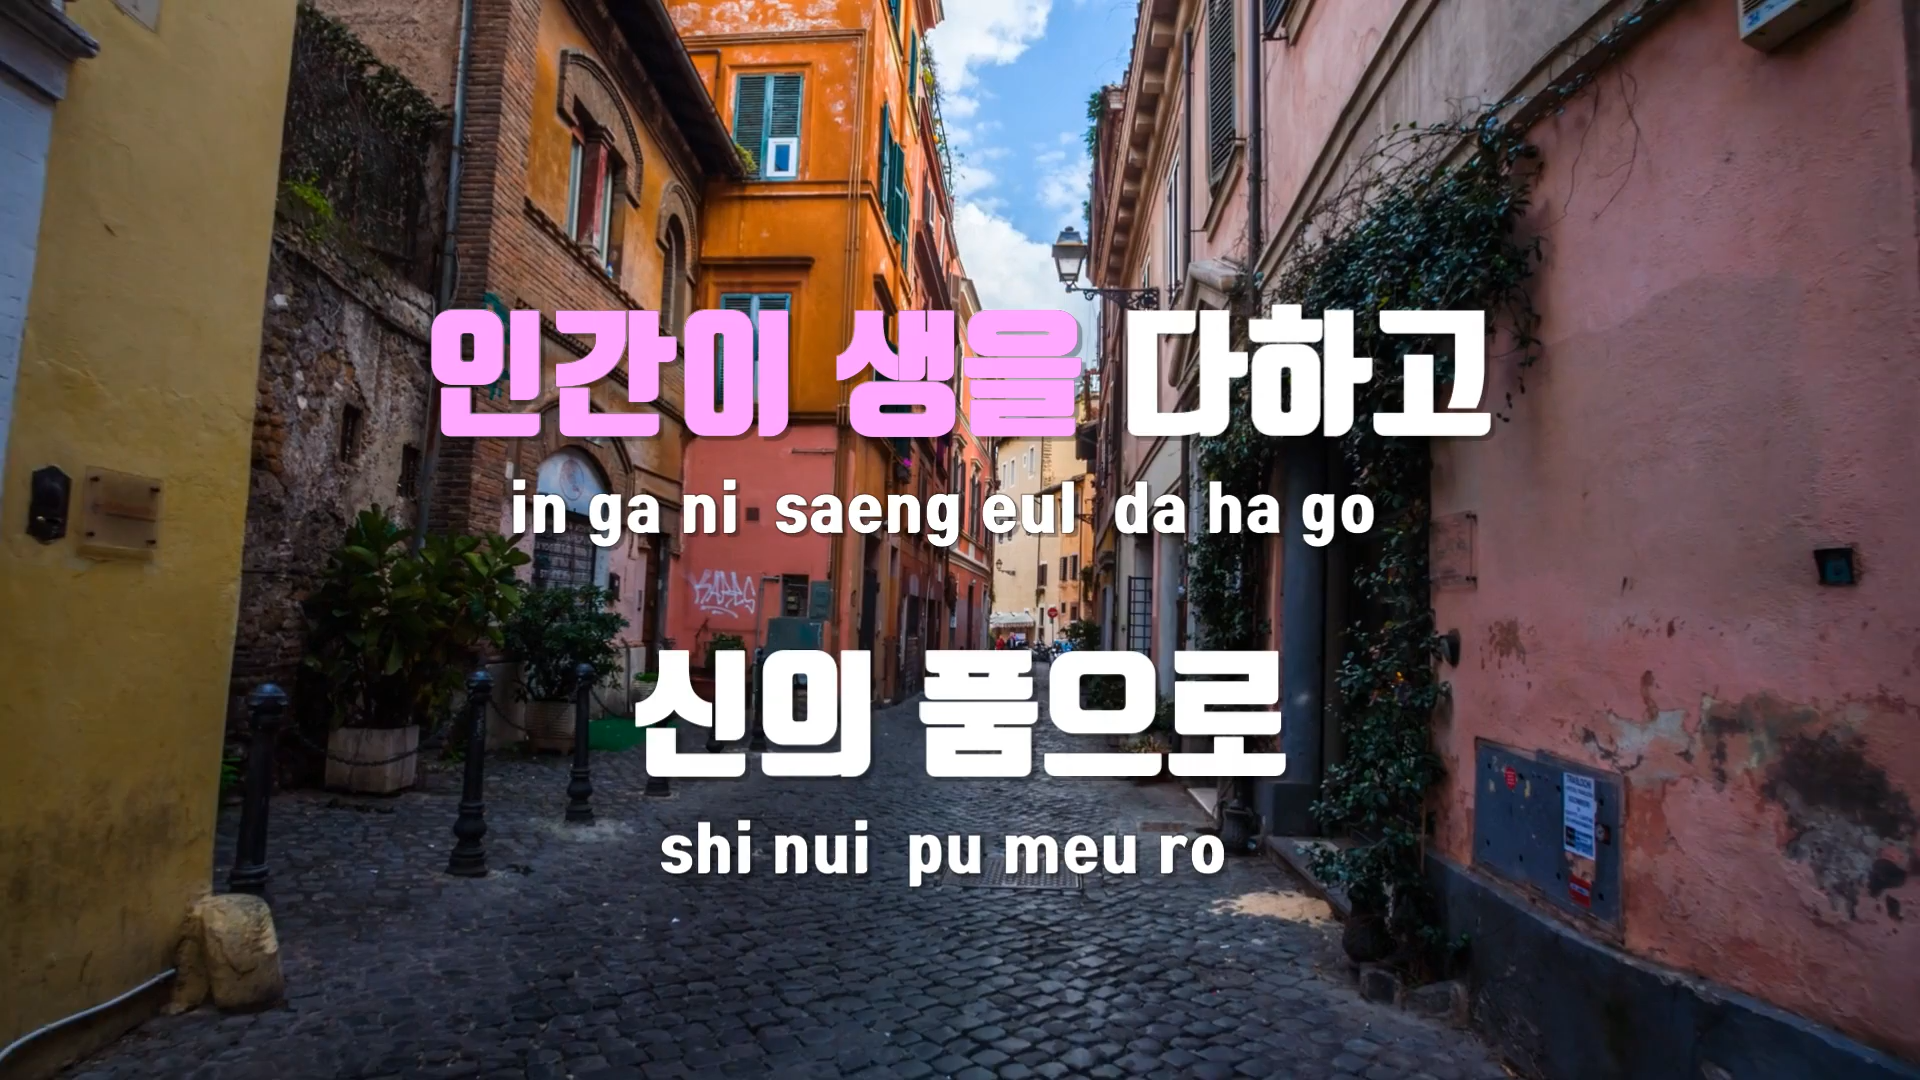 인간이 생을 다하고
in ga ni saeng eul da ha go
KAPEC
신의 품으로
shi nui pu meu ro